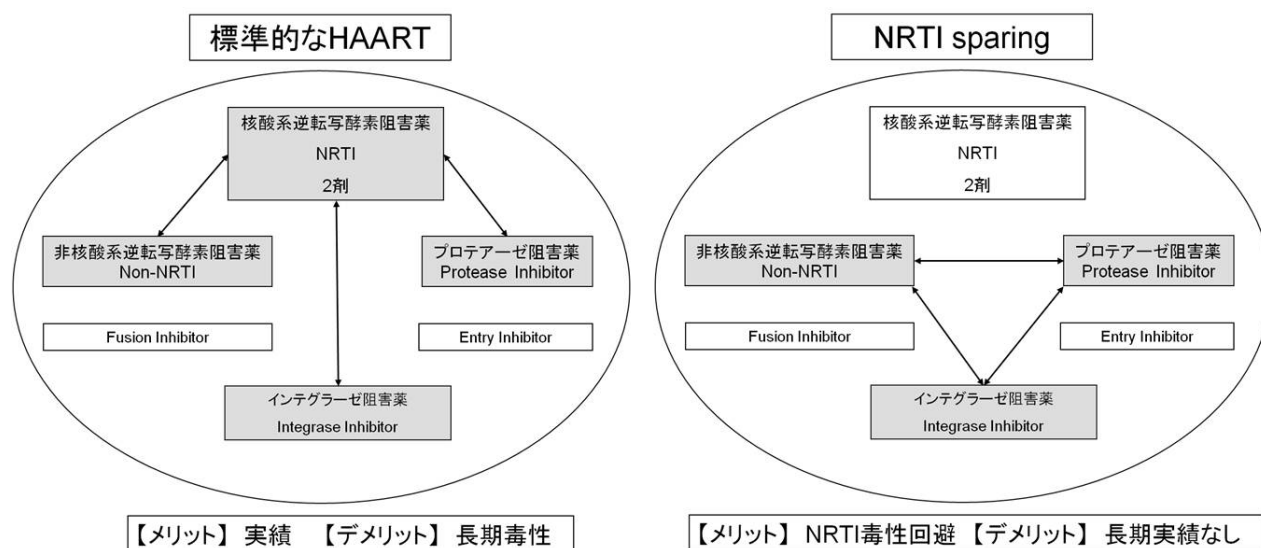 標準的なHAART
核酸系逆転写酵素阻害薬
NRTI
2剤
非核酸系逆転写酵素阻害薬
Non-NRTI
プロテアーゼ阻害薬
Protease Inhibitor
Fusion Inhibitor
Entry Inhibitor
インテグラーゼ阻害薬
Integrase Inhibitor
【メリット】 実績 【デメリット】 長期毒性
NRTI sparing
核酸系逆転写酵素阻害薬
NRTI
2剤
非核酸系逆転写酵素阻害薬
Non-NRTI
プロテアーゼ阻害薬
Protease Inhibitor
Fusion Inhibitor
Entry Inhibitor
インテグラーゼ阻害薬
Integrase Inhibitor
【メリット】 NRTI毒性回避 【デメリット】 長期実績なし